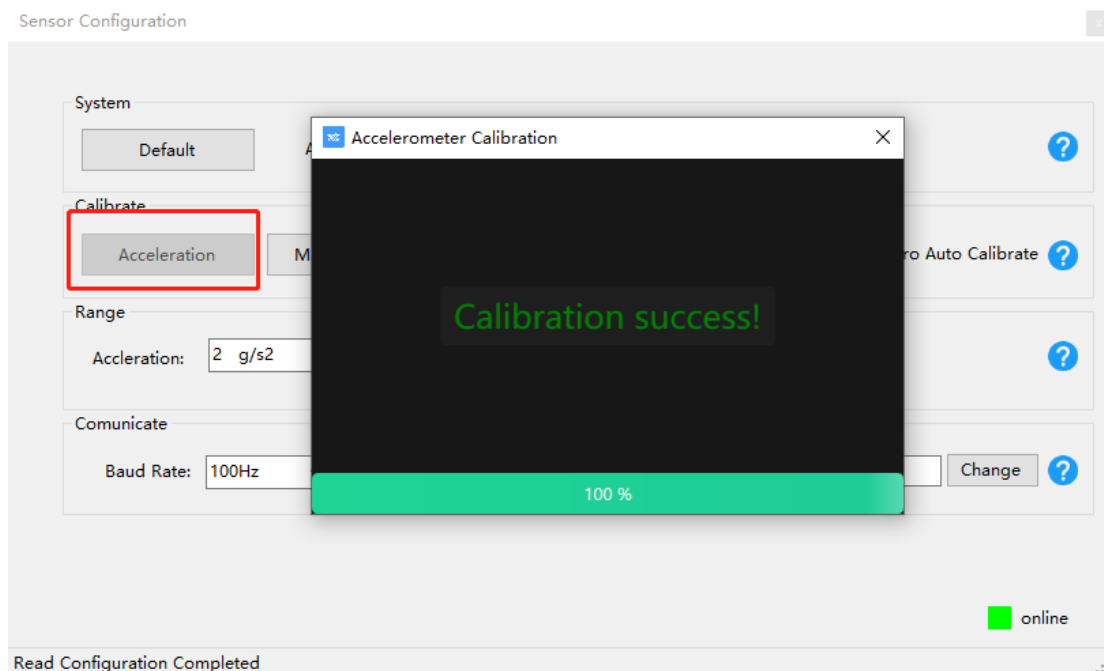 Sensor Configuration
System
Default
Accelerometer Calibration
Calibrate
Acceleration
M
ro Auto Calibrate
Calibration success!
Range
Accleration:
2 g/s2
Comunicate
Baud Rate:
100Hz
Change
100 %
online
Read Configuration Completed